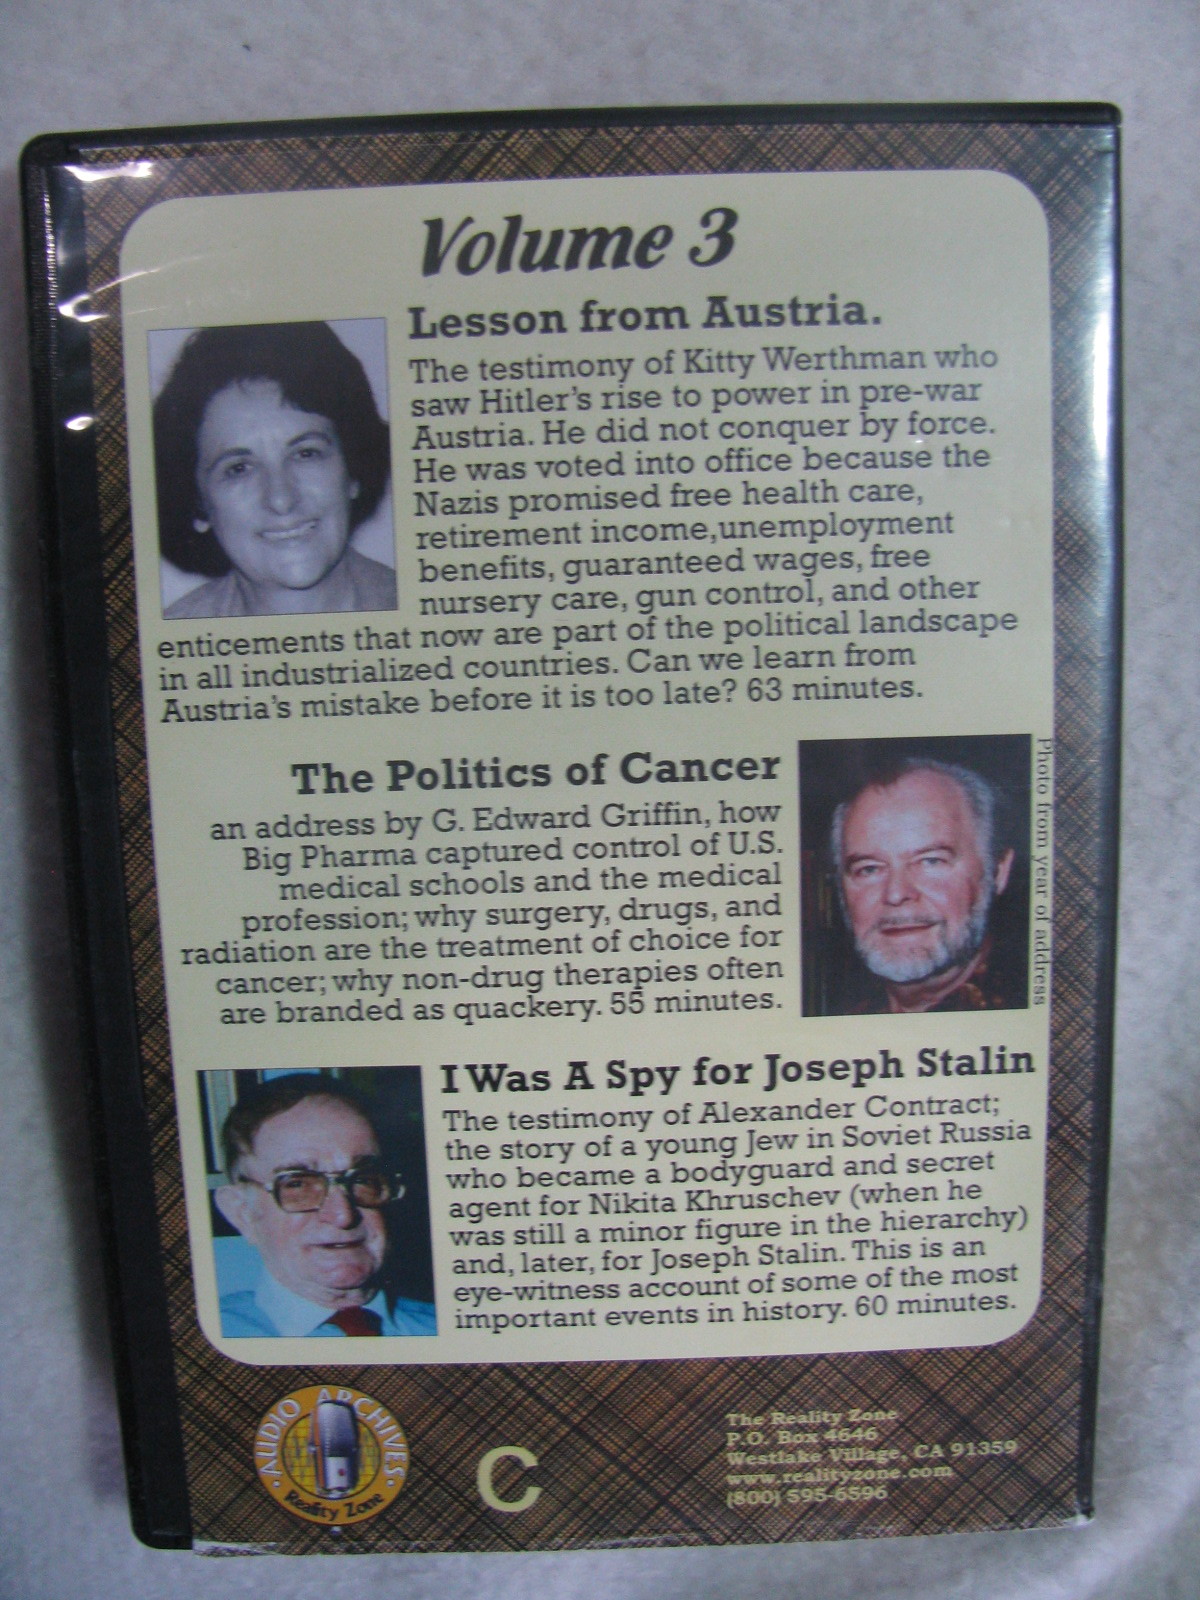 Volume 3
Lesson from Austria.
The testimony of Kitty Werthman who
saw Hitler's rise to power in pre-war
Austria. He did not conquer by force.
He was voted into office because the
Nazis promised free health care,
retirement income,unemployment
benefits, guaranteed wages, free
nursery care, gun control, and other
enticements that now are part of the political landscape
in all industrialized countries. Can we learn from
Austria's mistake before it is too late? 63 minutes.
The Politics of Cancer
an address by G. Edward Griffin, how
Big Pharma captured control of U.S.
medical schools and the medical
profession; why surgery, drugs, and
radiation are the treatment of choice for
cancer; why non-drug therapies often
are branded as quackery. 55 minutes.
Photo from year of address
I Was A Spy for Joseph Stalin
The testimony of Alexander Contract;
the story of a young Jew in Soviet Russia
who became a bodyguard and secret
agent for Nikita Khruschev (when he
was still a minor figure in the hierarchy)
and, later, for Joseph Stalin. This is an
eye-witness account of some of the most
important events in history. 60 minutes.
AUDIO ARCHIVES
Reality Zone
C
The Reality Zone
P.O. Box 4646
Westlake Village, CA 91359
www.realityzone.com
(800) 595-6596